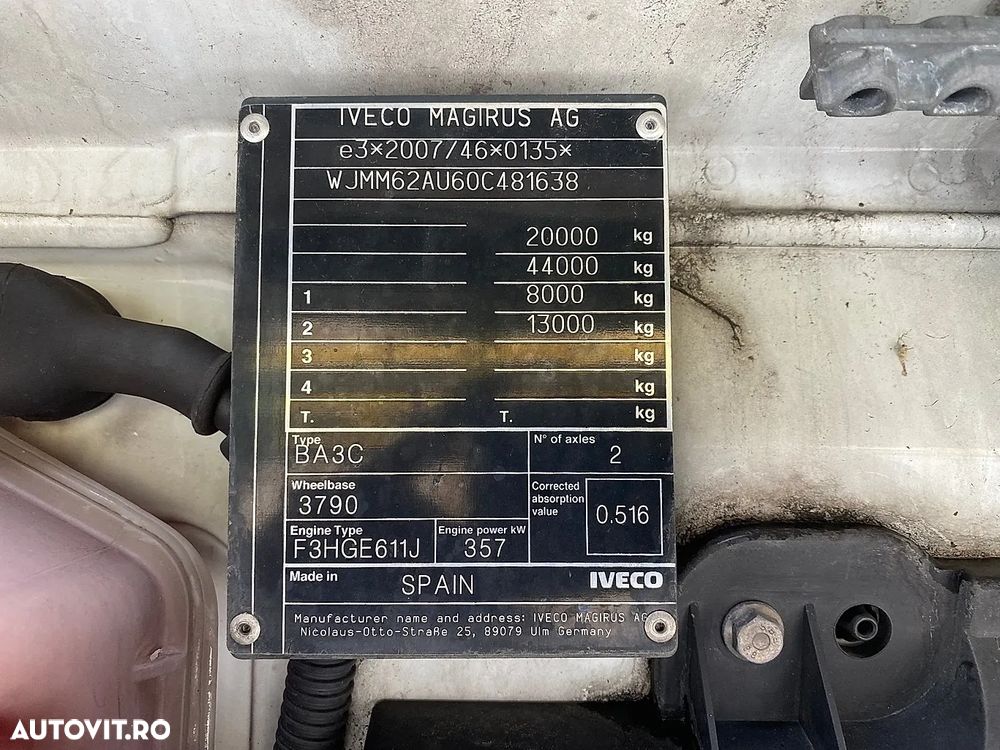 IVECO MAGIRUS AG
e3*2007/46*0135*
WJMM62AU60C481638
20000 kg
44000 kg
1 8000 kg
2 13000 kg
3 kg
4 kg
T. T. kg
Type
BA3C
N° of axles
2
Wheelbase
3790
Corrected absorption value
0.516
Engine Type
F3HGE611J
Engine power kW
357
Made in SPAIN IVECO
Manufacturer name and address: IVECO MAGIRUS AG
Nicolaus-Otto-Straße 25, 89079 Ulm Germany
AUTOVIT.RO